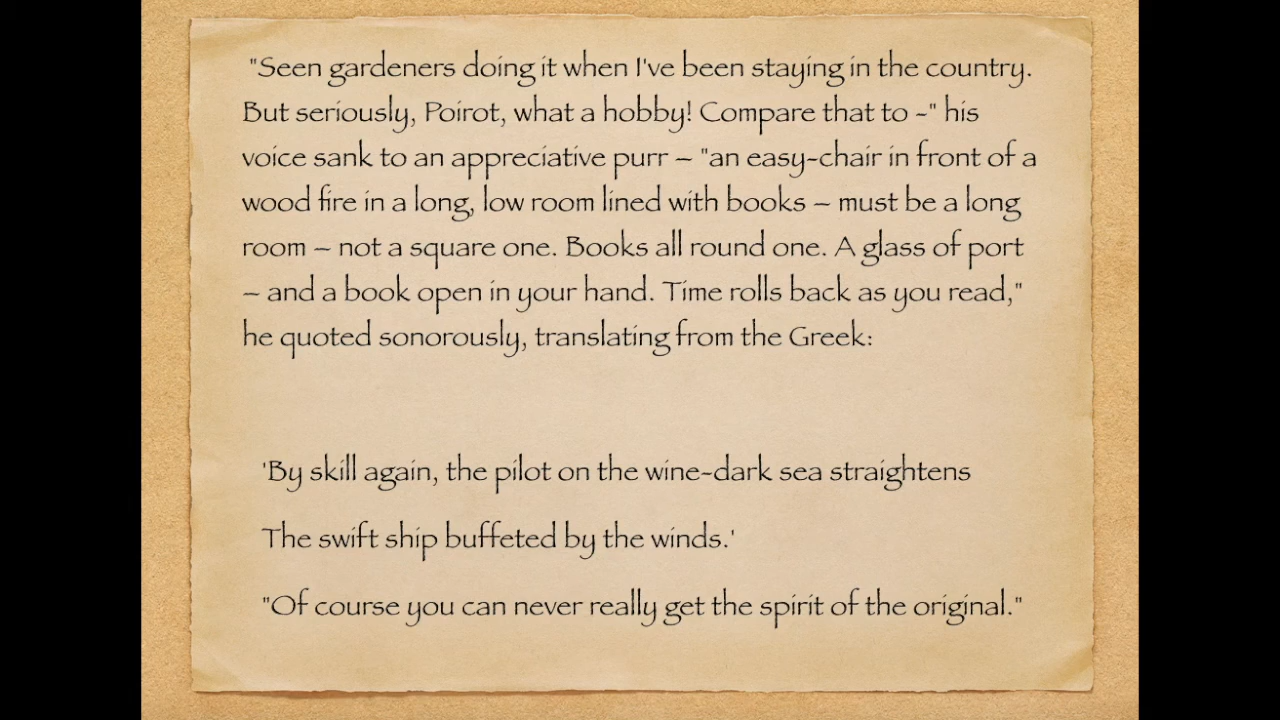 "Seen gardeners doing it when I've been staying in the country.
But seriously, Poirot, what a hobby! Compare that to -" his
voice sank to an appreciative purr – "an easy-chair in front of a
wood fire in a long, low room lined with books – must be a long
room – not a square one. Books all round one. A glass of port
– and a book open in your hand. Time rolls back as you read,"
he quoted sonorously, translating from the Greek:
'By skill again, the pilot on the wine-dark sea straightens
The swift ship buffeted by the winds.'
"Of course you can never really get the spirit of the original."